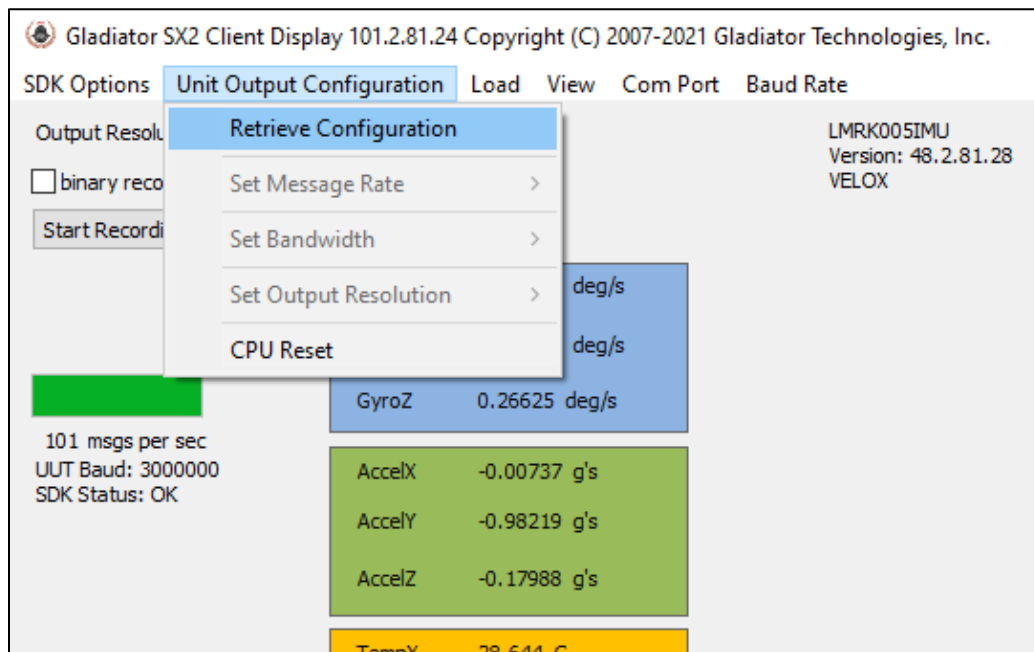 Gladiator SX2 Client Display 101.2.81.24 Copyright (C) 2007-2021 Gladiator Technologies, Inc.
SDK Options Unit Output Configuration Load View Com Port Baud Rate
Output
Retrieve Configuration
LMRK005IMU
Version: 48.2.81.28
binary
Set Message Rate >
VELOX
Start
Set Bandwidth >
Set Output Resolution >
deg/s
CPU Reset
deg/s
GyroZ 0.26625 deg/s
101 msgs per sec
UUT Baud: 3000000
SDK Status: OK
AccelX -0.00737 g's
AccelY -0.98219 g's
AccelZ -0.17988 g's